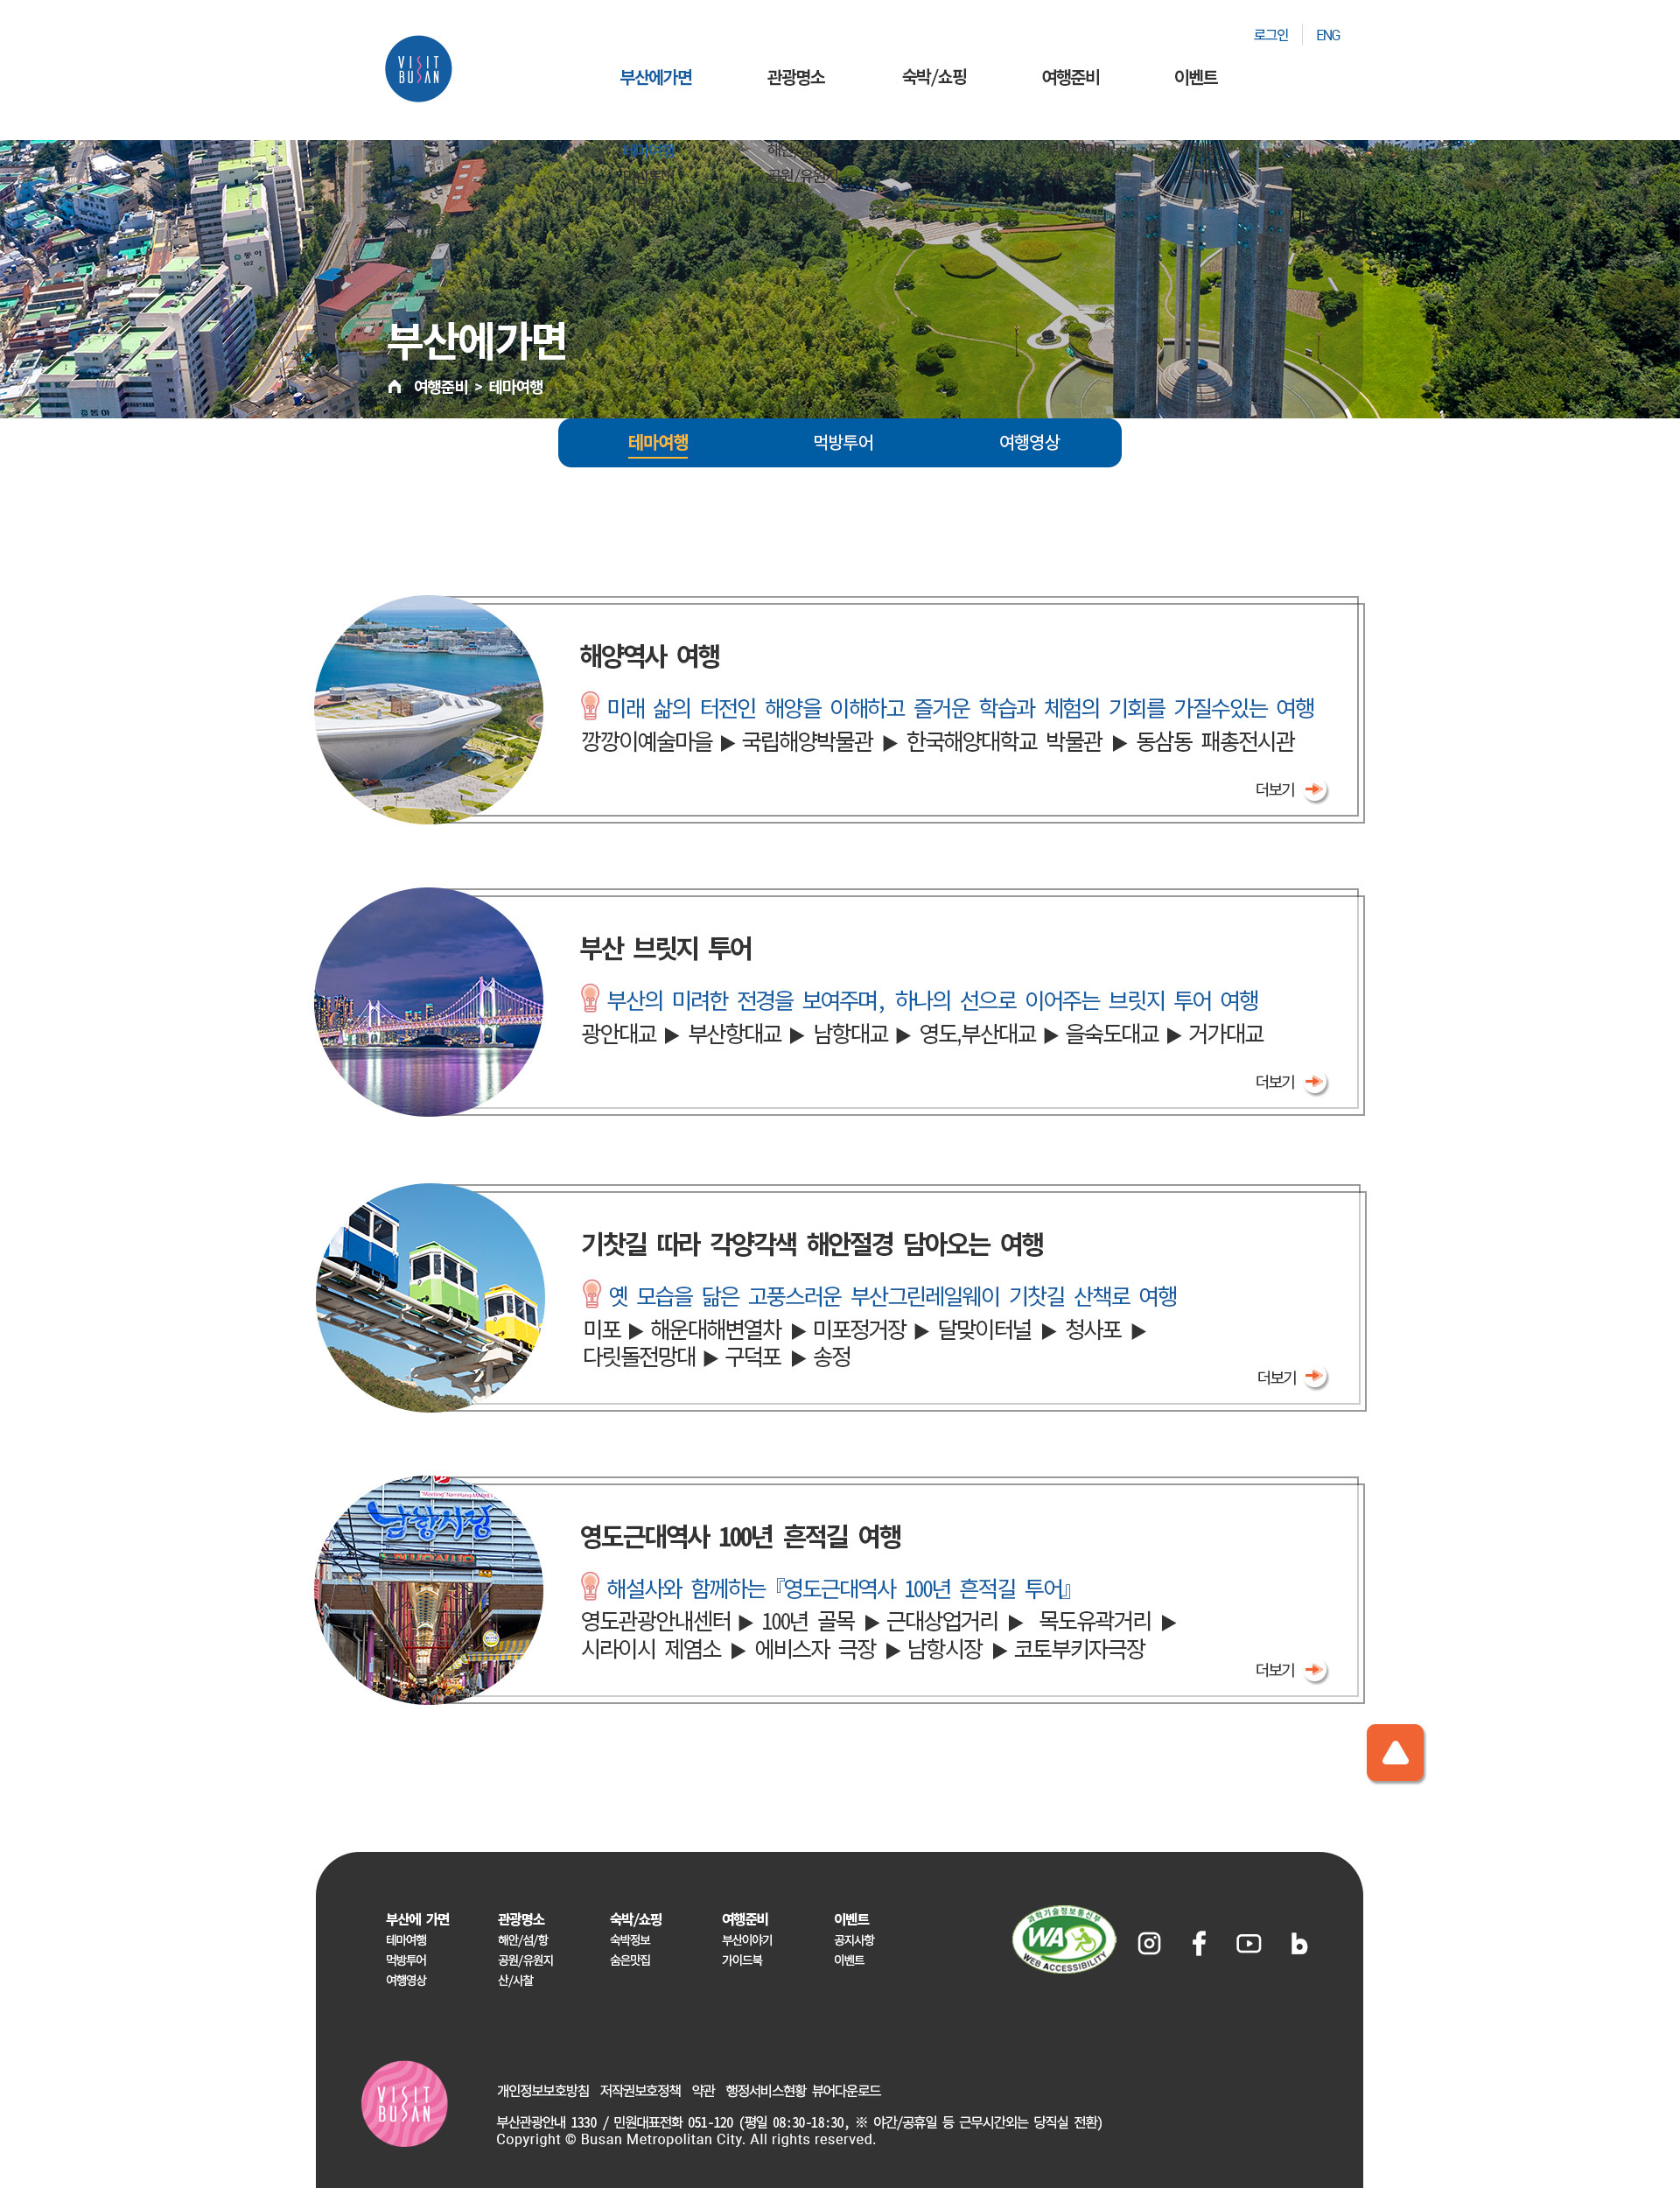 로그인
ENG
VISIT
BUSAN
부산에가면
관광명소
숙박/쇼핑
여행준비
이벤트
테마여행
부산에가면
여행준비 > 테마여행
테마여행
먹방투어
여행영상
해양역사 여행
미래 삶의 터전인 해양을 이해하고 즐거운 학습과 체험의 기회를 가질수있는 여행
깡깡이예술마을 ▶ 국립해양박물관 ▶ 한국해양대학교 박물관 ▶ 동삼동 패총전시관
더보기
부산 브릿지 투어
부산의 미려한 전경을 보여주며, 하나의 선으로 이어주는 브릿지 투어 여행
광안대교 ▶ 부산항대교 ▶ 남항대교 ▶ 영도,부산대교 ▶ 을숙도대교 ▶ 거가대교
더보기
기찻길 따라 각양각색 해안절경 담아오는 여행
옛 모습을 닮은 고풍스러운 부산그린레일웨이 기찻길 산책로 여행
미포 ▶ 해운대해변열차 ▶ 미포정거장 ▶ 달맞이터널 ▶ 청사포 ▶
다릿돌전망대 ▶ 구덕포 ▶ 송정
더보기
남항시장
영도근대역사 100년 흔적길 여행
해설사와 함께하는『영도근대역사 100년 흔적길 투어』
영도관광안내센터 ▶ 100년 골목 ▶ 근대상업거리 ▶ 목도유곽거리 ▶
시라이시 제염소 ▶ 에비스자 극장 ▶ 남항시장 ▶ 코토부키자극장
더보기
부산에 가면
테마여행
먹방투어
여행영상
관광명소
해안/섬/항
공원/유원지
산/사찰
숙박/쇼핑
숙박정보
숨은맛집
여행준비
부산이야기
가이드북
이벤트
공지사항
이벤트
과학기술정보통신부
WA
WEB ACCESSIBILITY
VISIT
BUSAN
개인정보보호방침 저작권보호정책 약관 행정서비스현황 뷰어다운로드
부산관광안내 1330 / 민원대표전화 051-120 (평일 08:30-18:30, ※ 야간/공휴일 등 근무시간외는 당직실 전환)
Copyright © Busan Metropolitan City. All rights reserved.